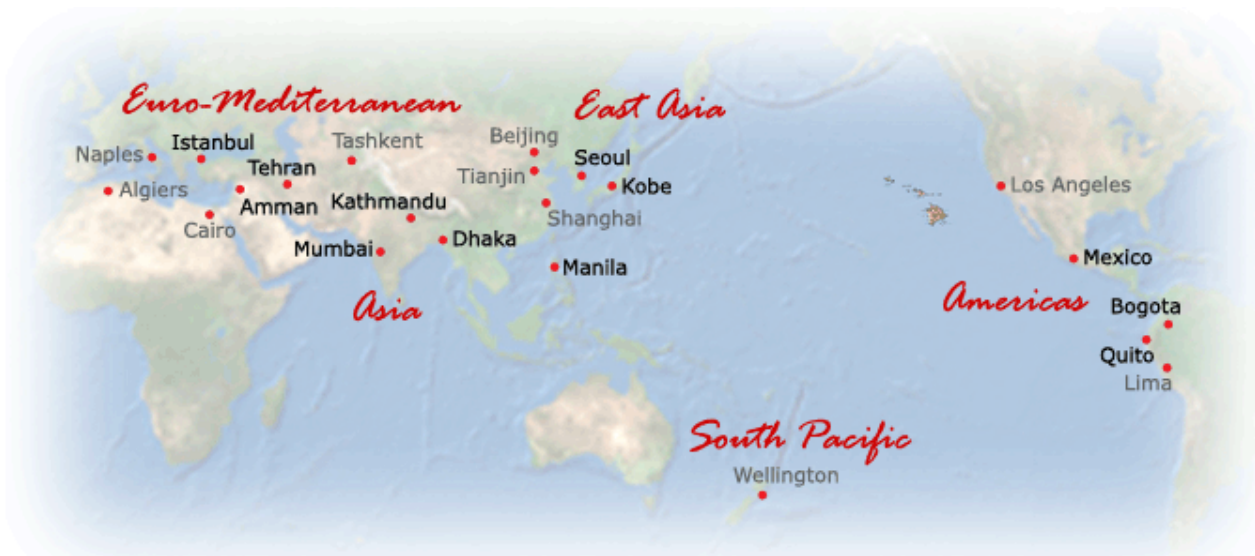 Euro-Mediterranean
East Asia
Istanbul
Tashkent
Beijing
Naples
Tehran
Seoul
Tianjin
Algiers
Kobe
Los Angeles
Amman
Kathmandu
Cairo
Shanghai
Mumbai
Dhaka
Manila
Mexico
Asia
Americas
Bogota
Quito
Lima
South Pacific
Wellington